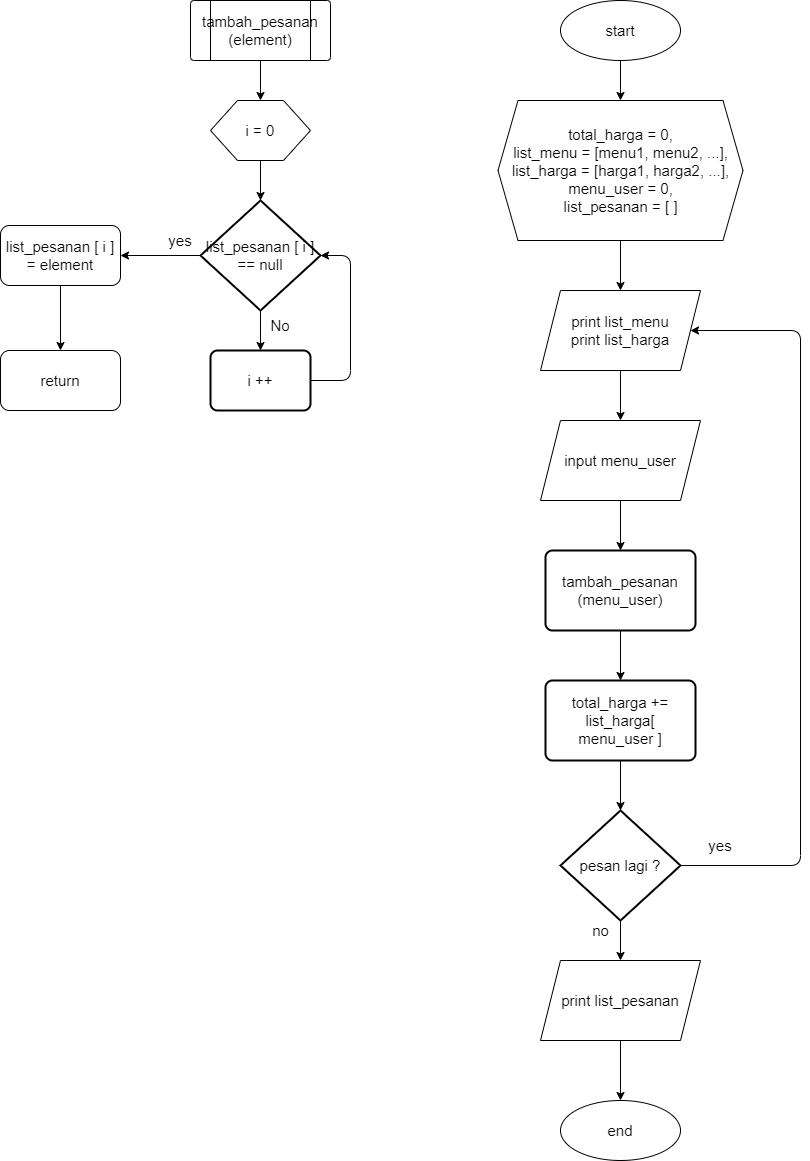 tambah_pesanan
(element)
i = 0
list_pesanan [ i ]
== null
yes
list_pesanan [ i ]
= element
return
No
i ++
start
total_harga = 0,
list_menu = [menu1, menu2, ...],
list_harga = [harga1, harga2, ...],
menu_user = 0,
list_pesanan = [ ]
print list_menu
print list_harga
input menu_user
tambah_pesanan
(menu_user)
total_harga +=
list_harga[
menu_user ]
pesan lagi ?
yes
no
print list_pesanan
end